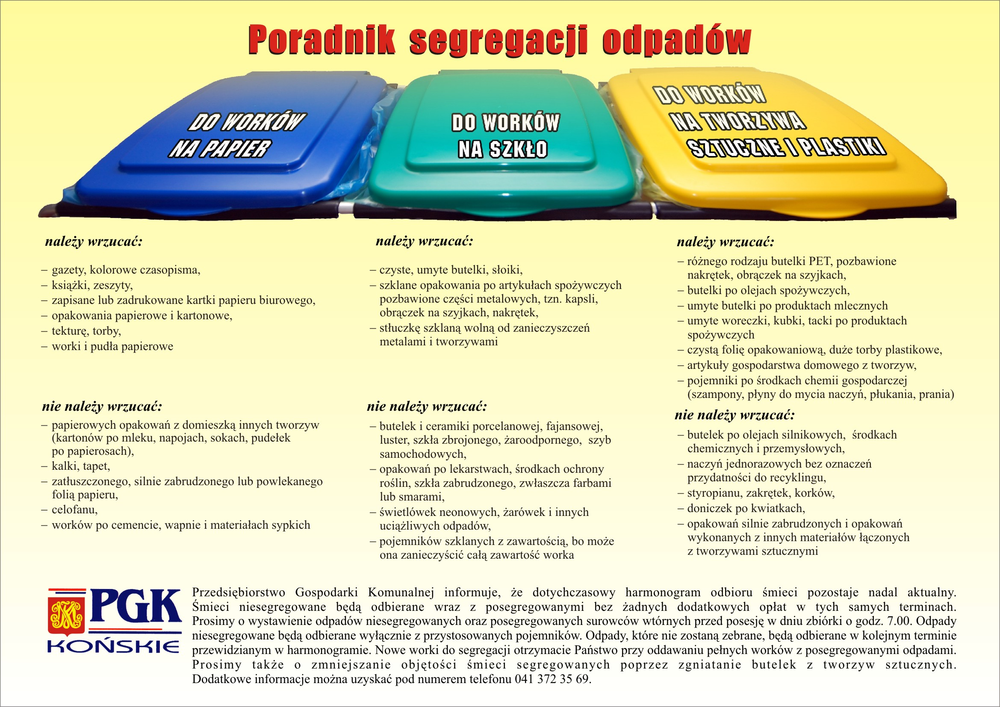 Poradnik segregacji odpadów
DO WORKÓW
NA PAPIER
DO WORKÓW
NA SZKŁO
DO WORKÓW
NA TWORZYWA
SZTUCZNE I PLASTIKI
należy wrzucać:
– gazety, kolorowe czasopisma,
– książki, zeszyty,
– zapisane lub zadrukowane kartki papieru biurowego,
– opakowania papierowe i kartonowe,
– tekturę, torby,
– worki i pudła papierowe
nie należy wrzucać:
– papierowych opakowań z domieszką innych tworzyw
(kartonów po mleku, napojach, sokach, pudełek
po papierosach),
– kalki, tapet,
– zatłuszczonego, silnie zabrudzonego lub powlekanego
folią papieru,
– celofanu,
– worków po cemencie, wapnie i materiałach sypkich
należy wrzucać:
– czyste, umyte butelki, słoiki,
– szklane opakowania po artykułach spożywczych
pozbawione części metalowych, tzn. kapsli,
obrączek na szyjkach, nakrętek,
– stłuczkę szklaną wolną od zanieczyszczeń
metalami i tworzywami
nie należy wrzucać:
– butelek i ceramiki porcelanowej, fajansowej,
luster, szkła zbrojonego, żaroodpornego, szyb
samochodowych,
– opakowań po lekarstwach, środkach ochrony
roślin, szkła zabrudzonego, zwłaszcza farbami
lub smarami,
– świetlówek neonowych, żarówek i innych
uciążliwych odpadów,
– pojemników szklanych z zawartością, bo może
ona zanieczyścić całą zawartość worka
należy wrzucać:
– różnego rodzaju butelki PET, pozbawione
nakrętek, obrączek na szyjkach,
– butelki po olejach spożywczych,
– umyte butelki po produktach mlecznych
– umyte woreczki, kubki, tacki po produktach
spożywczych
– czystą folię opakowaniową, duże torby plastikowe,
– artykuły gospodarstwa domowego z tworzyw,
– pojemniki po środkach chemii gospodarczej
(szampony, płyny do mycia naczyń, płukania, prania)
nie należy wrzucać:
– butelek po olejach silnikowych, środkach
chemicznych i przemysłowych,
– naczyń jednorazowych bez oznaczeń
przydatności do recyklingu,
– styropianu, zakrętek, korków,
– doniczek po kwiatkach,
– opakowań silnie zabrudzonych i opakowań
wykonanych z innych materiałów łączonych
z tworzywami sztucznymi
PGK
KOŃSKIE
Przedsiębiorstwo Gospodarki Komunalnej informuje, że dotychczasowy harmonogram odbioru śmieci pozostaje nadal aktualny.
Śmieci niesegregowane będą odbierane wraz z posegregowanymi bez żadnych dodatkowych opłat w tych samych terminach.
Prosimy o wystawienie odpadów niesegregowanych oraz posegregowanych surowców wtórnych przed posesję w dniu zbiórki o godz. 7.00. Odpady
niesegregowane będą odbierane wyłącznie z przystosowanych pojemników. Odpady, które nie zostaną zebrane, będą odbierane w kolejnym terminie
przewidzianym w harmonogramie. Nowe worki do segregacji otrzymacie Państwo przy oddawaniu pełnych worków z posegregowanymi odpadami.
Prosimy także o zmniejszanie objętości śmieci segregowanych poprzez zgniatanie butelek z tworzyw sztucznych.
Dodatkowe informacje można uzyskać pod numerem telefonu 041 372 35 69.